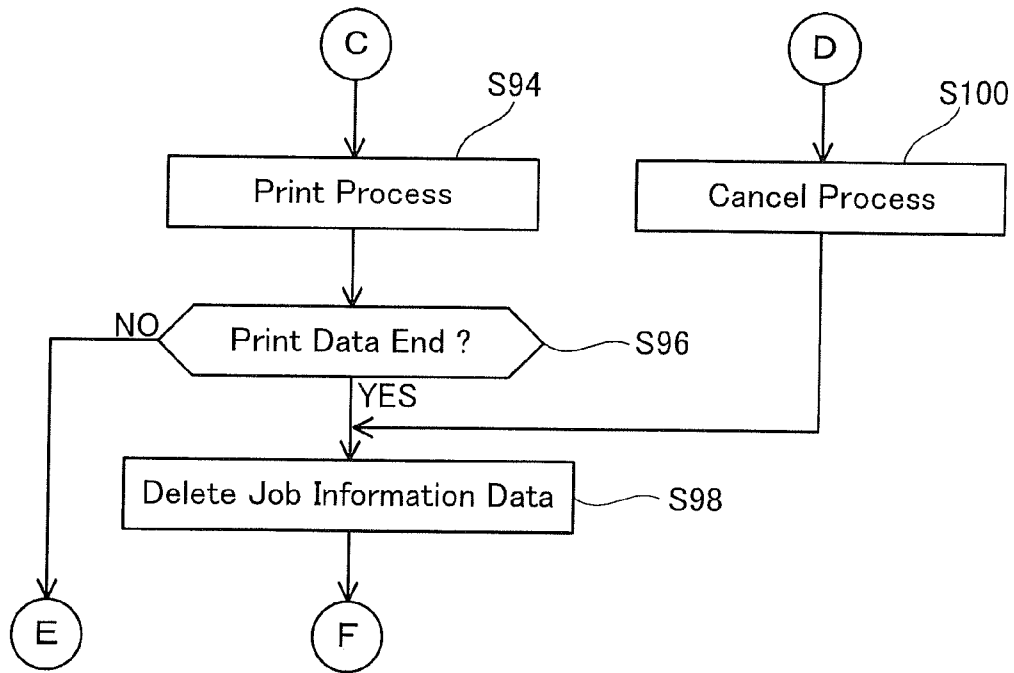 C
D
S94
S100
Print Process
Cancel Process
NO
Print Data End ?
S96
YES
Delete Job Information Data
S98
E
F